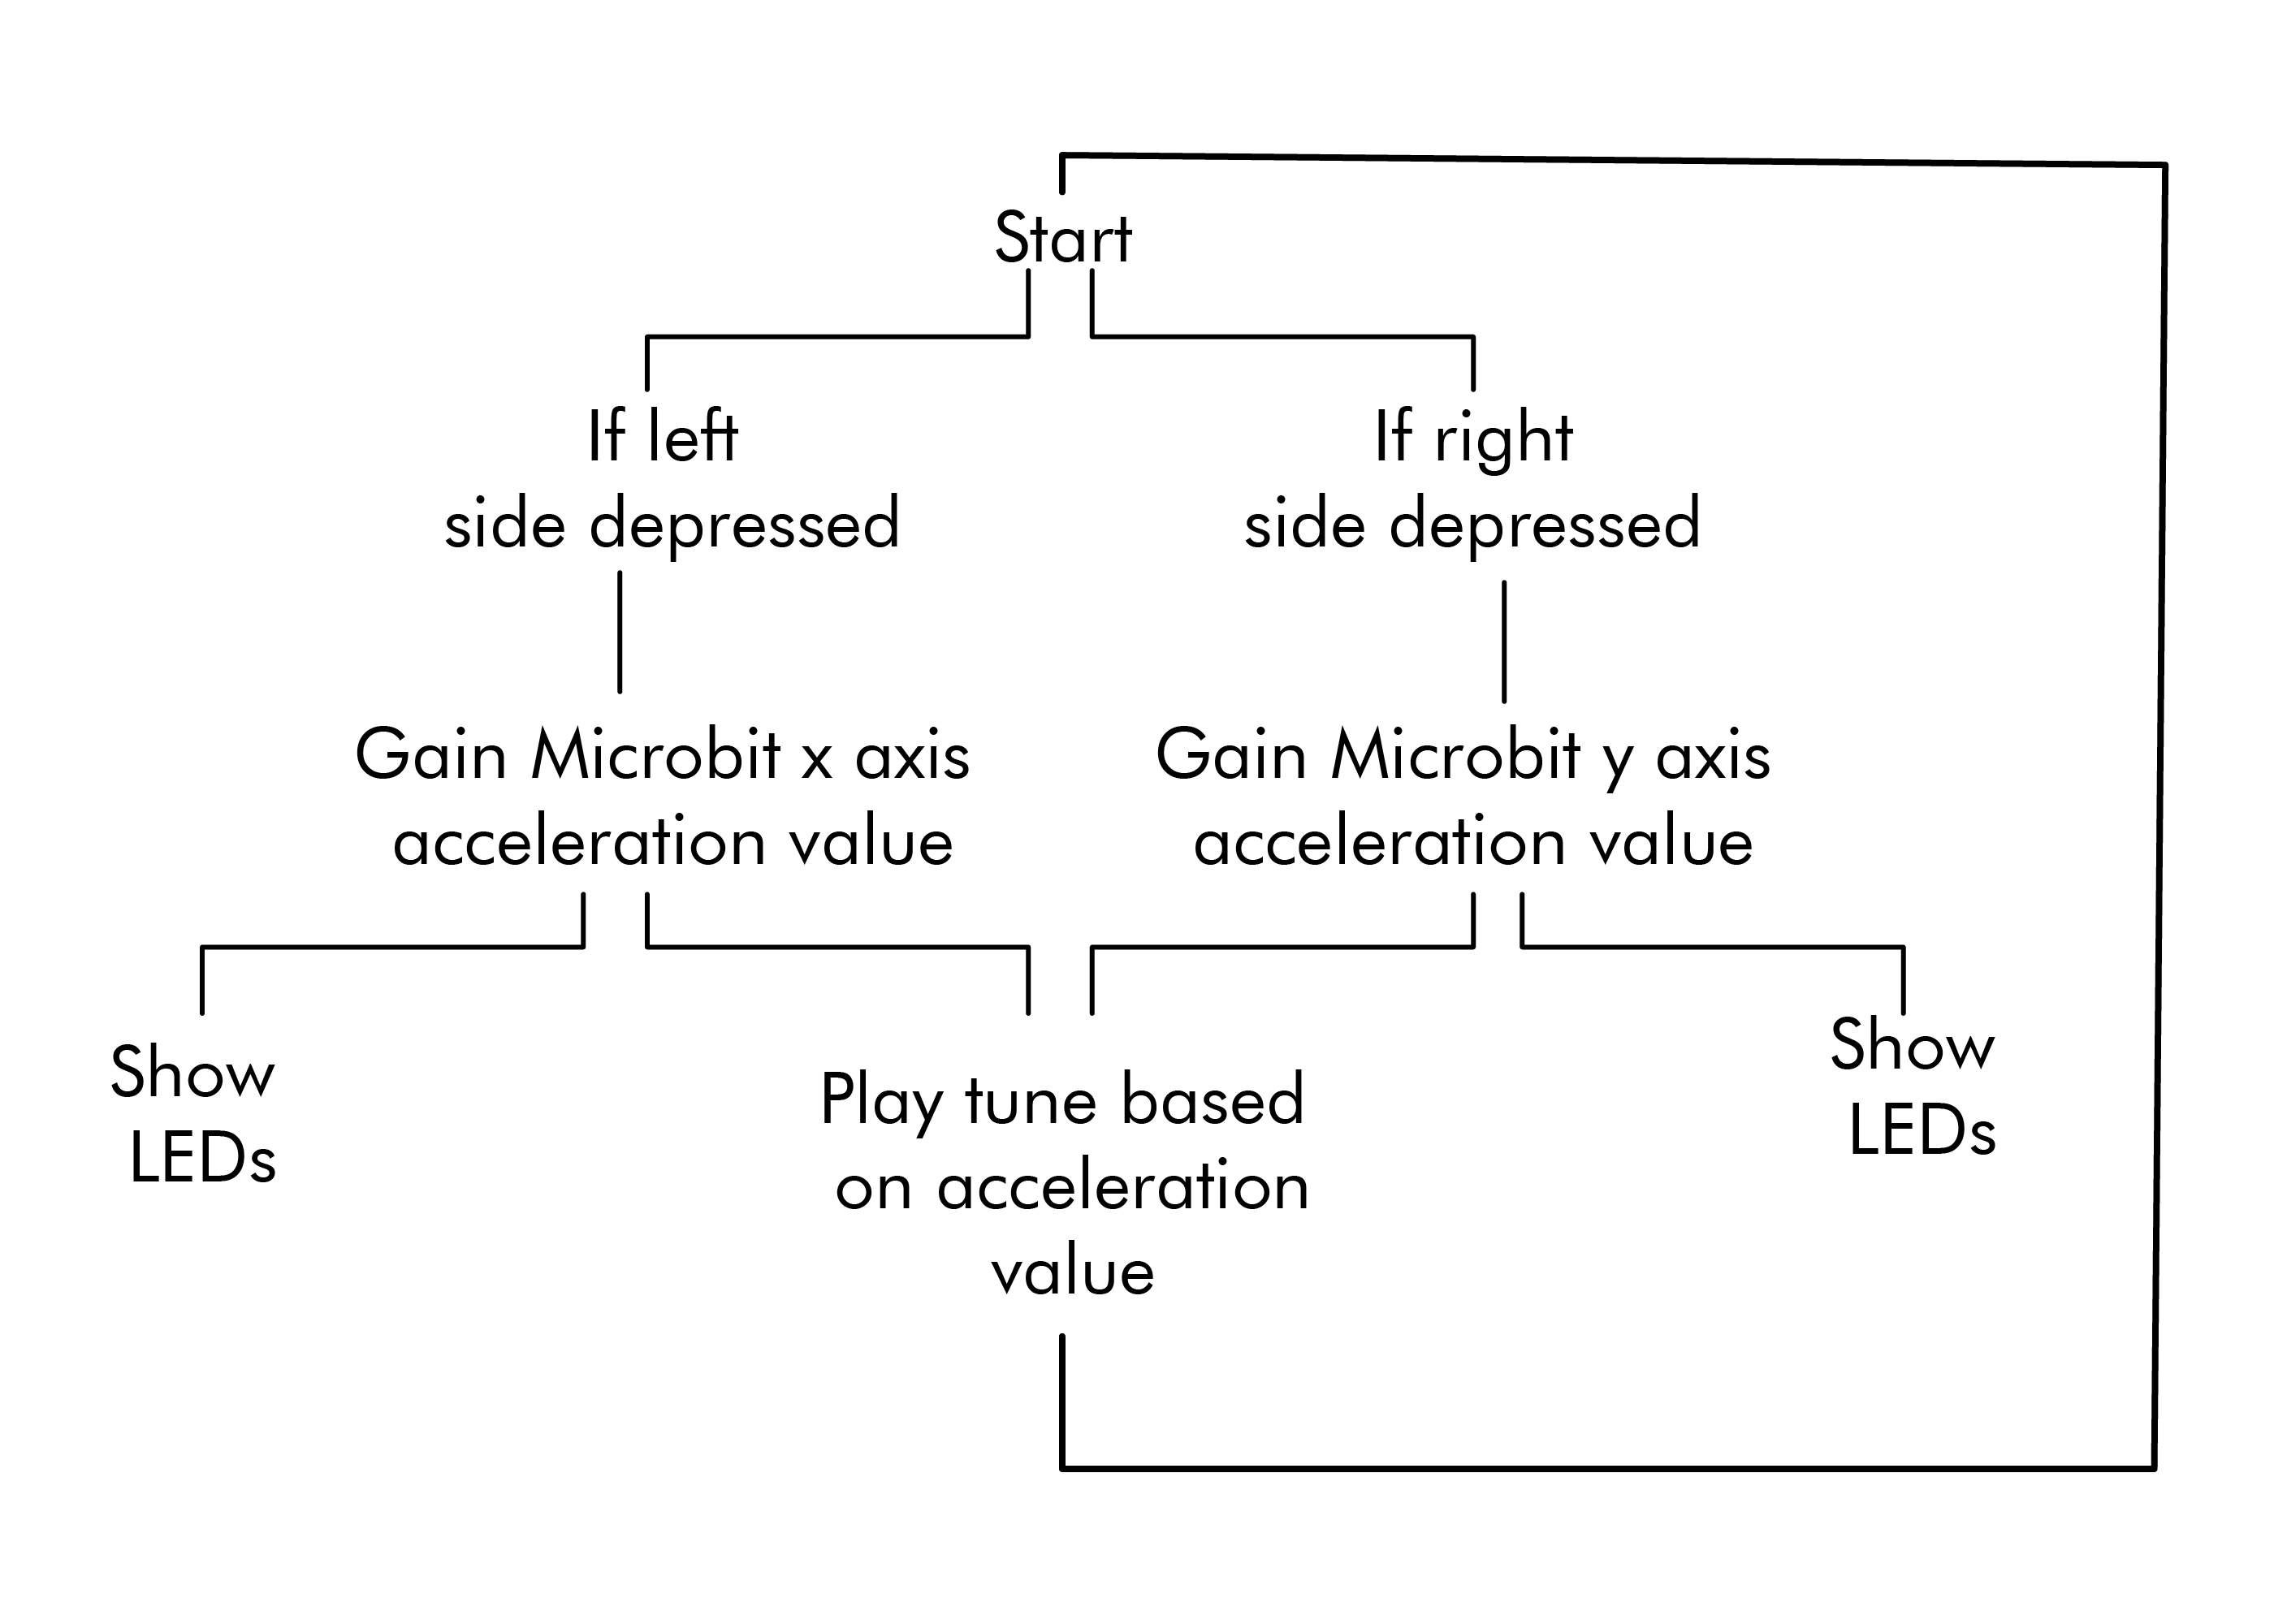 Start
If left
side depressed
If right
side depressed
Gain Microbit x axis
acceleration value
Gain Microbit y axis
acceleration value
Show
LEDs
Play tune based
on acceleration
value
Show
LEDs